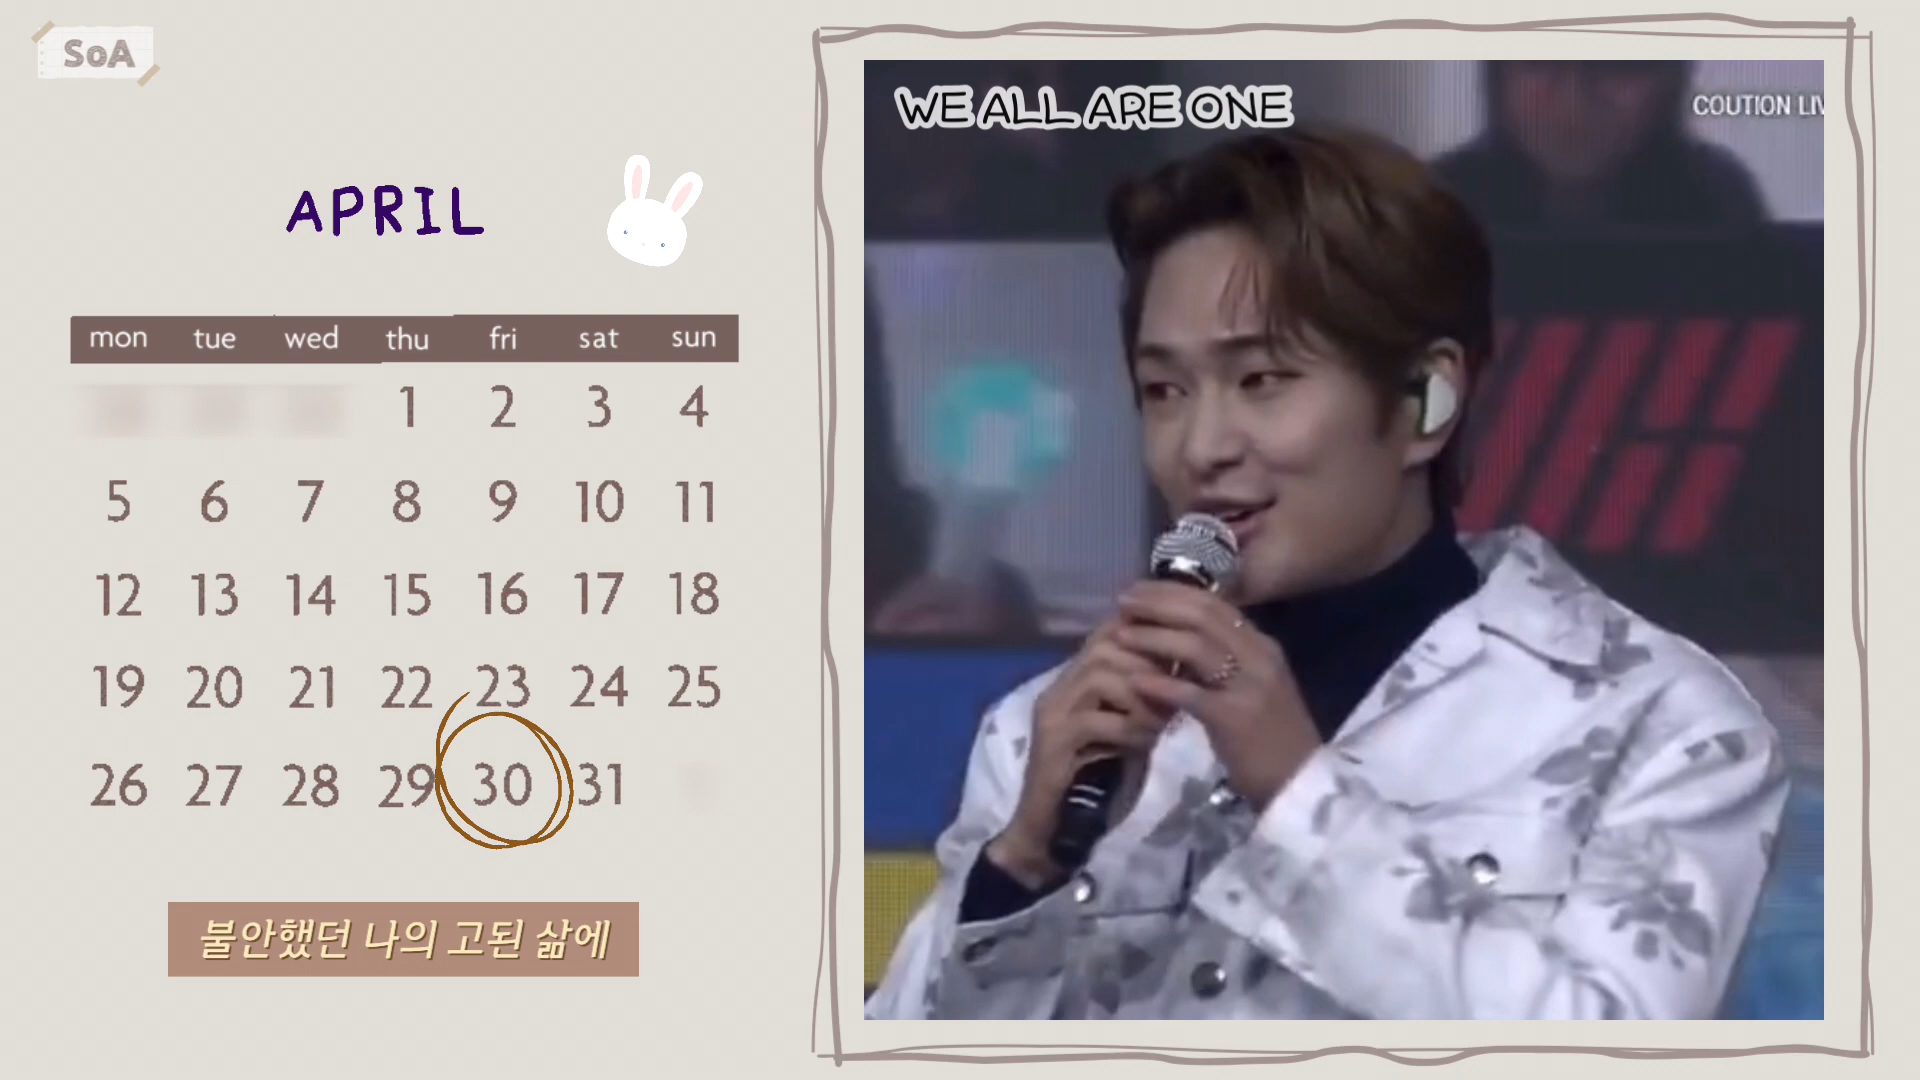 SoA
APRIL
mon tue wed thu fri sat sun
1 2 3 4
5 6 7 8 9 10 11
12 13 14 15 16 17 18
19 20 21 22 23 24 25
26 27 28 29 30 31
불안했던 나의 고된 삶에
WE ALL ARE ONE
COUTION LIV